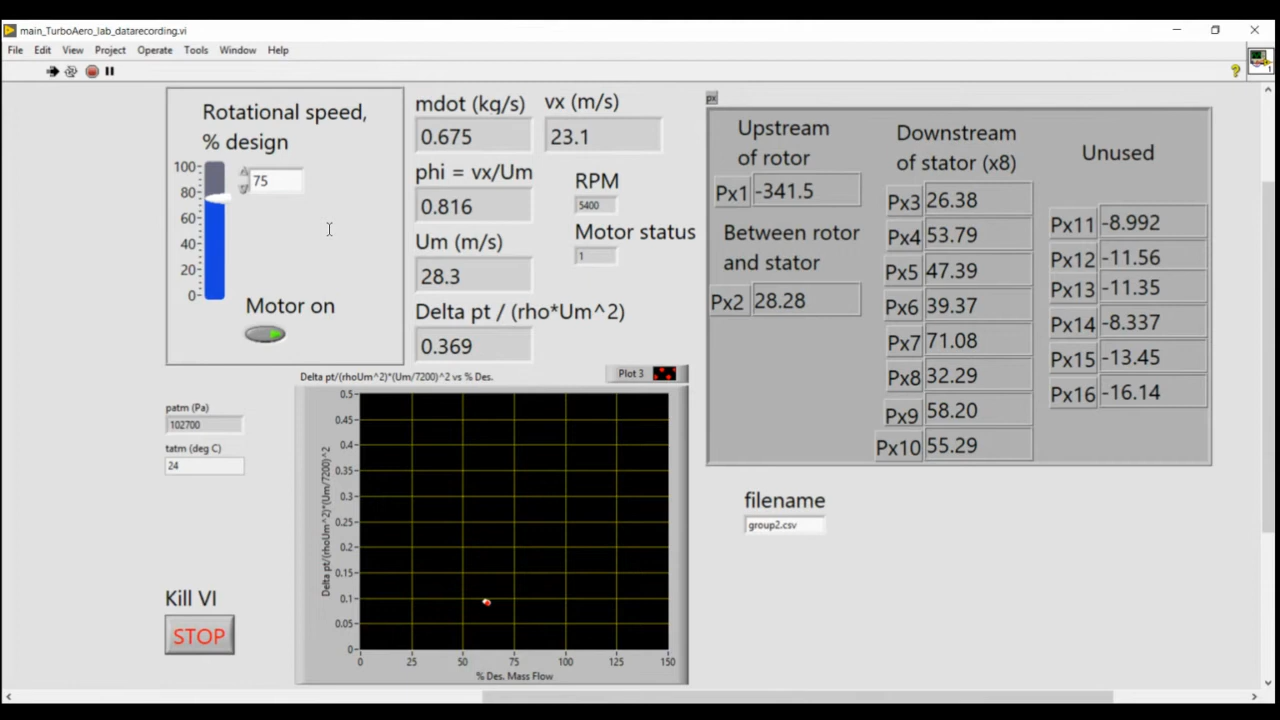 main_TurboAero_lab_datarecording.vi
File Edit View Project Operate Tools Window Help
Rotational speed,
% design
100
80
60
40
20
0
75
Motor on
mdot (kg/s)
0.675
vx (m/s)
23.1
phi = vx/Um
0.816
RPM
5400
Um (m/s)
28.3
Motor status
1
Delta pt / (rho*Um^2)
0.369
px
Upstream
of rotor
Px1 -341.5
Between rotor
and stator
Px2 28.28
Downstream
of stator (x8)
Px3 26.38
Px4 53.79
Px5 47.39
Px6 39.37
Px7 71.08
Px8 32.29
Px9 58.20
Px10 55.29
Unused
Px11 -8.992
Px12 -11.56
Px13 -11.35
Px14 -8.337
Px15 -13.45
Px16 -16.14
patm (Pa)
102700
tatm (deg C)
24
Kill VI
STOP
Delta pt/(rhoUm^2)*(Um/7200)^2 vs % Des.
Plot 3
Delta pt/(rhoUm^2)*(Um/7200)^2
0.5
0.45
0.4
0.35
0.3
0.25
0.2
0.15
0.1
0.05
0
0 25 50 75 100 125 150
% Des. Mass Flow
filename
group2.csv